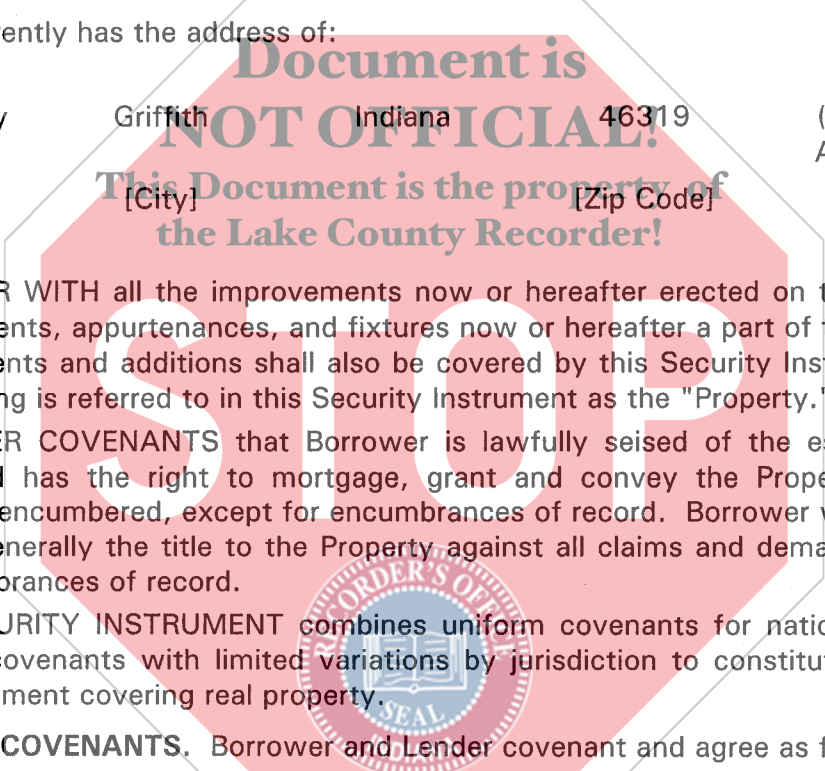 ently has the address of:
Document is
y Griffith Indiana 46319 (
NOT OFFICIAL!
This Document is the property of
[City] [Zip Code]
the Lake County Recorder!
R WITH all the improvements now or hereafter erected on t
ents, appurtenances, and fixtures now or hereafter a part of
nts and additions shall also be covered by this Security Ins
ng is referred to in this Security Instrument as the "Property."
STOP
ER COVENANTS that Borrower is lawfully seised of the es
d has the right to mortgage, grant and convey the Prope
encumbered, except for encumbrances of record. Borrower
enerally the title to the Property against all claims and dema
brances of record.
RECORDER'S OFFICE
URITY INSTRUMENT combines uniform covenants for natio
covenants with limited variations by jurisdiction to constitut
ment covering real property.
SEAL
COVENANTS. Borrower and Lender covenant and agree as f